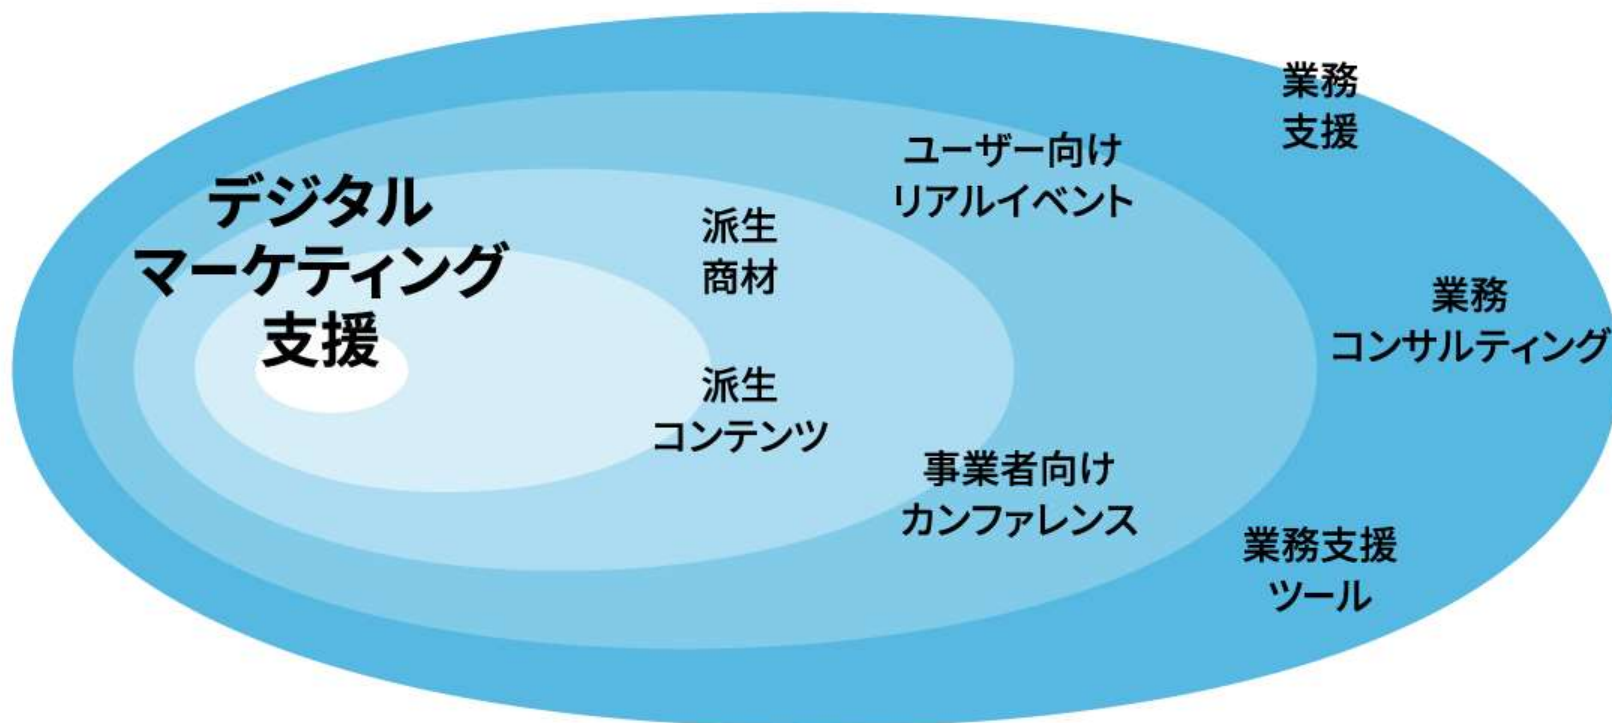 デジタル
マーケティング
支援
派生
商材
派生
コンテンツ
ユーザー向け
リアルイベント
事業者向け
カンファレンス
業務
支援
業務
コンサルティング
業務支援
ツール